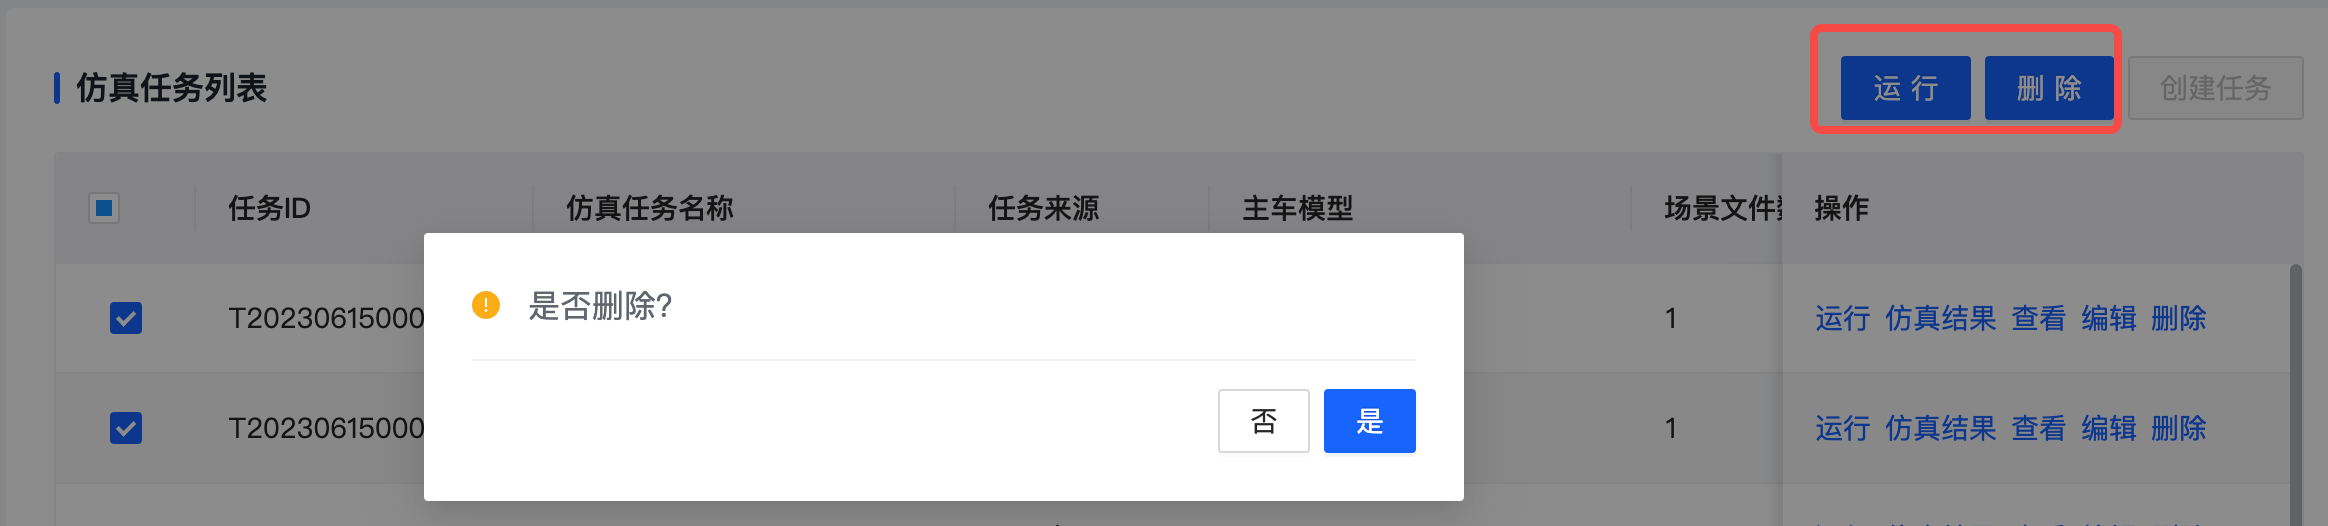 仿真任务列表
运行 删除 创建任务
任务ID 仿真任务名称 任务来源 主车模型 场景文件 操作
T20230615000 1 运行 仿真结果 查看 编辑 删除
T20230615000 1 运行 仿真结果 查看 编辑 删除
是否删除?
否 是